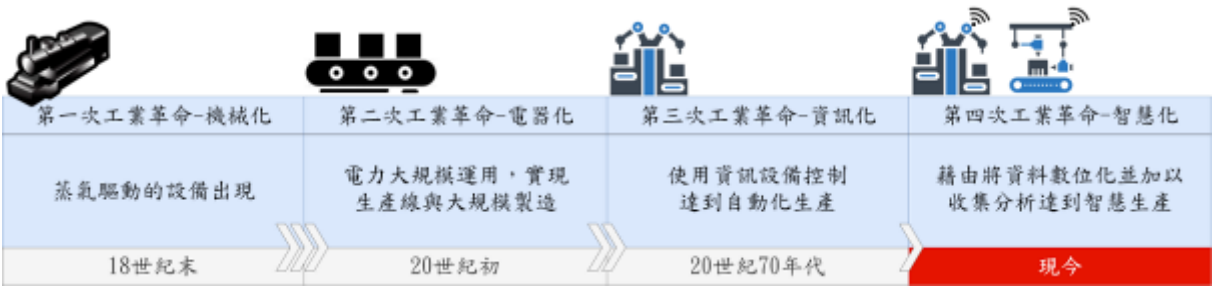 第一次工業革命-機械化
第二次工業革命-電器化
第三次工業革命-資訊化
第四次工業革命-智慧化
蒸氣驅動的設備出現
電力大規模運用，實現
生產線與大規模製造
使用資訊設備控制
達到自動化生產
藉由將資料數位化並加以
收集分析達到智慧生產
18世紀末
20世紀初
20世紀70年代
現今